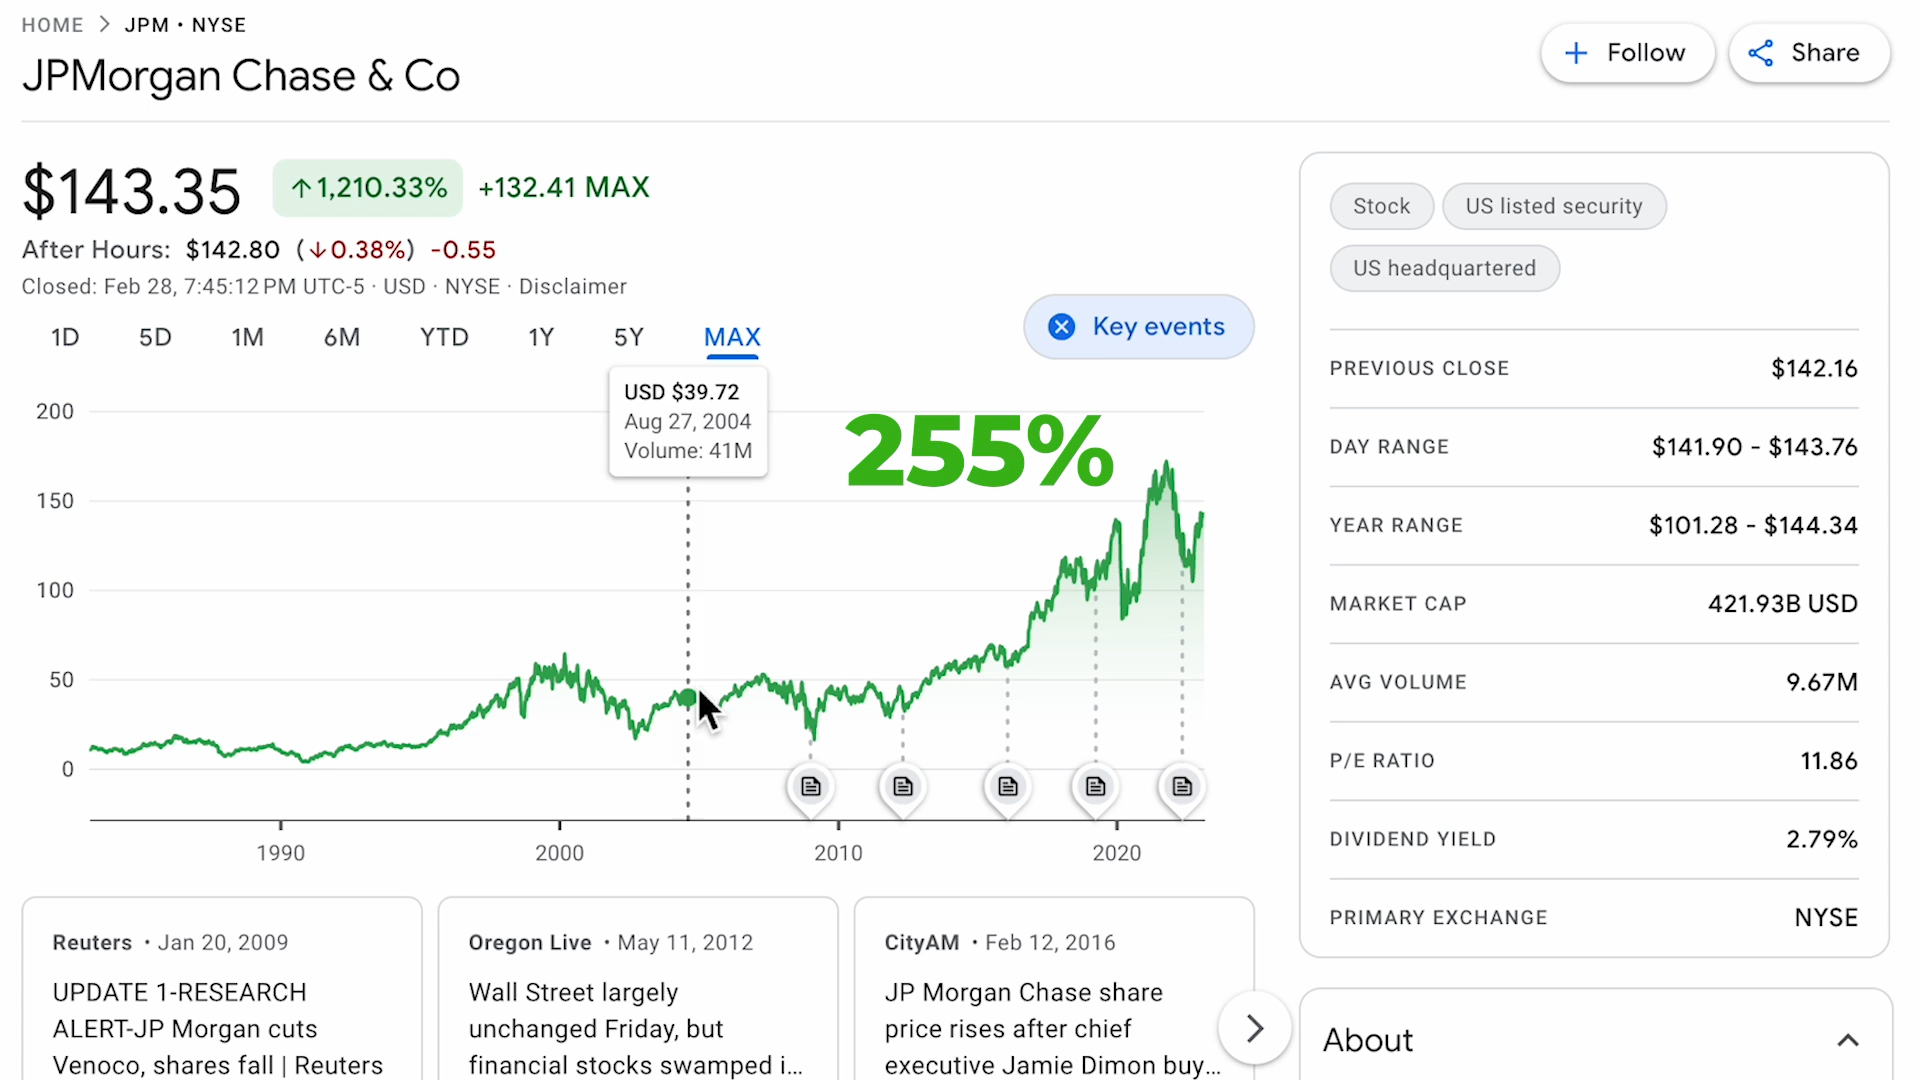 HOME > JPM • NYSE
JPMorgan Chase & Co
Follow
Share
$143.35
↑1,210.33%
+132.41 MAX
After Hours: $142.80 (↓0.38%) -0.55
Closed: Feb 28, 7:45:12 PM UTC-5 · USD · NYSE · Disclaimer
1D 5D 1M 6M YTD 1Y 5Y MAX
Key events
USD $39.72
Aug 27, 2004
Volume: 41M
255%
200
150
100
50
0
1990 2000 2010 2020
Reuters • Jan 20, 2009
UPDATE 1-RESEARCH
ALERT-JP Morgan cuts
Venoco, shares fall | Reuters
Oregon Live • May 11, 2012
Wall Street largely
unchanged Friday, but
financial stocks swamped i...
CityAM • Feb 12, 2016
JP Morgan Chase share
price rises after chief
executive Jamie Dimon buy...
Stock
US listed security
US headquartered
PREVIOUS CLOSE $142.16
DAY RANGE $141.90 - $143.76
YEAR RANGE $101.28 - $144.34
MARKET CAP 421.93B USD
AVG VOLUME 9.67M
P/E RATIO 11.86
DIVIDEND YIELD 2.79%
PRIMARY EXCHANGE NYSE
About